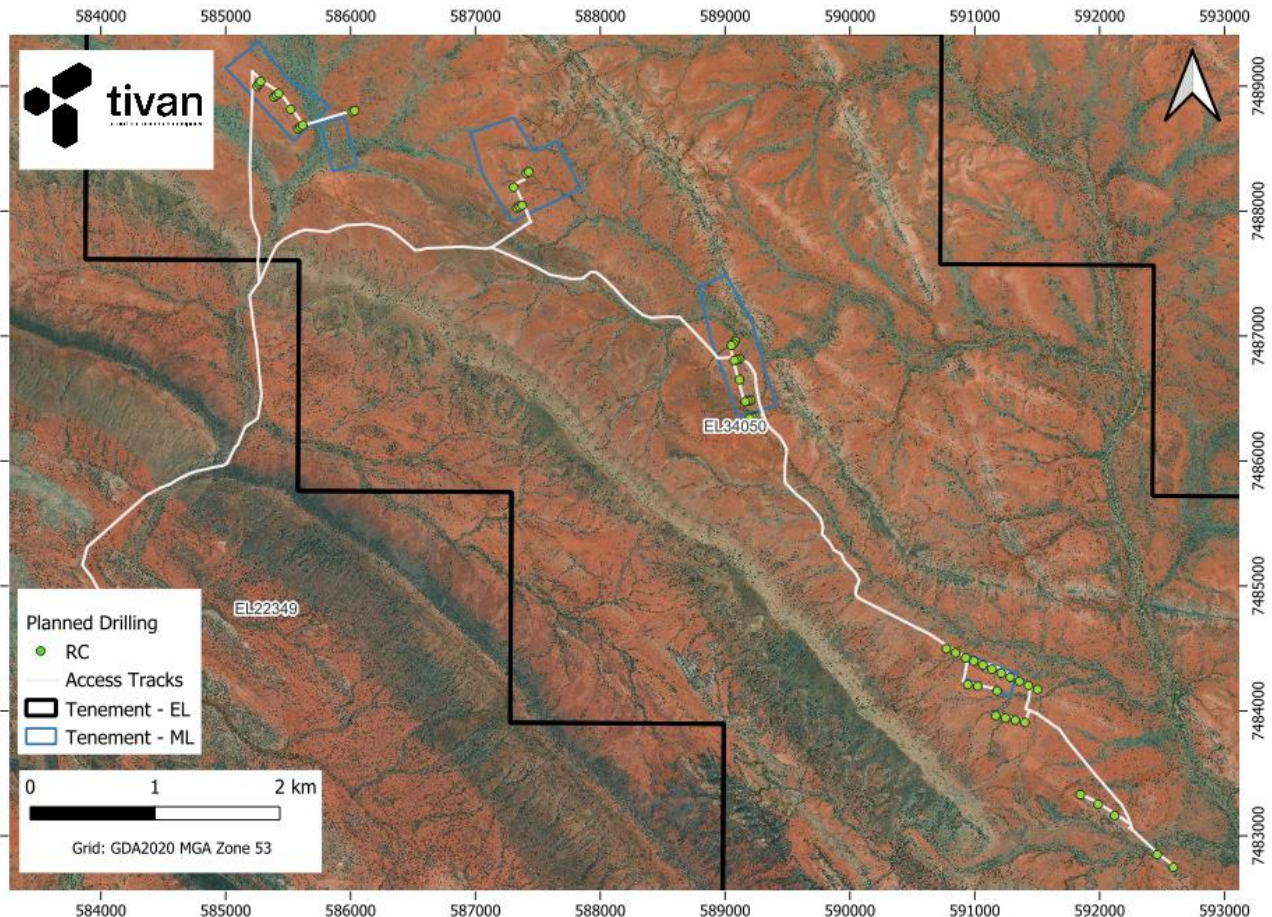 584000 585000 586000 587000 588000 589000 590000 591000 592000 593000
tivan
7489000
7488000
7487000
EL34050
7486000
7485000
EL22349
Planned Drilling
RC
Access Tracks
Tenement - EL
Tenement - ML
7484000
0 1 2 km
7483000
Grid: GDA2020 MGA Zone 53
584000 585000 586000 587000 588000 589000 590000 591000 592000 593000